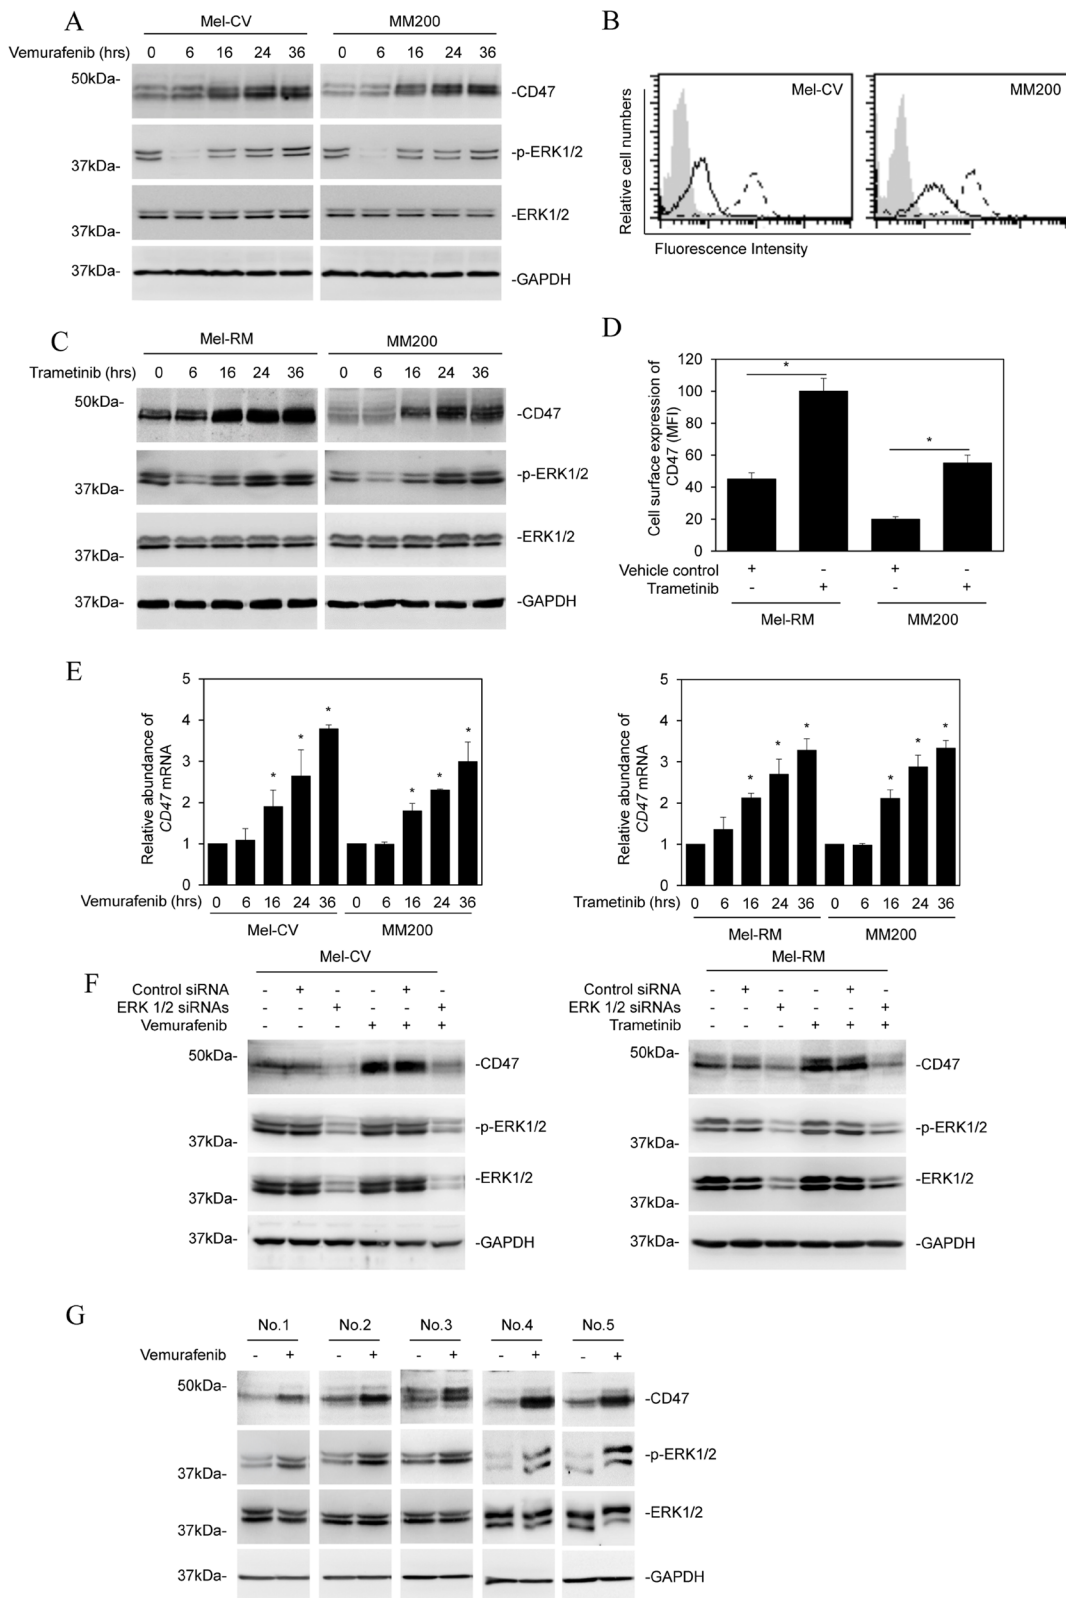 A
Mel-CV MM200
Vemurafenib (hrs) 0 6 16 24 36 0 6 16 24 36
50kDa-
-CD47
-p-ERK1/2
37kDa-
-ERK1/2
37kDa-
37kDa-
-GAPDH
B
Relative cell numbers
Mel-CV MM200
Fluorescence Intensity
C
Mel-RM MM200
Trametinib (hrs) 0 6 16 24 36 0 6 16 24 36
50kDa-
-CD47
-p-ERK1/2
37kDa-
-ERK1/2
37kDa-
37kDa-
-GAPDH
D
Cell surface expression of
CD47 (MFI)
120
100
80
60
40
20
0
* *
Vehicle control + - + -
Trametinib - + - +
Mel-RM MM200
E
Relative abundance of
CD47 mRNA
5
4
3
2
1
0
* * * * * *
Vemurafenib (hrs) 0 6 16 24 36 0 6 16 24 36
Mel-CV MM200
Relative abundance of
CD47 mRNA
5
4
3
2
1
0
* * * * * *
Trametinib (hrs) 0 6 16 24 36 0 6 16 24 36
Mel-RM MM200
F
Mel-CV
Control siRNA - + - - + -
ERK 1/2 siRNAs - - + - - +
Vemurafenib - - - + + +
50kDa-
-CD47
-p-ERK1/2
37kDa-
-ERK1/2
37kDa-
37kDa-
-GAPDH
Mel-RM
Control siRNA - + - - + -
ERK 1/2 siRNAs - - + - - +
Trametinib - - - + + +
50kDa-
-CD47
-p-ERK1/2
37kDa-
-ERK1/2
37kDa-
37kDa-
-GAPDH
G
No.1 No.2 No.3 No.4 No.5
Vemurafenib - + - + - + - + - +
50kDa-
-CD47
-p-ERK1/2
37kDa-
-ERK1/2
37kDa-
37kDa-
-GAPDH